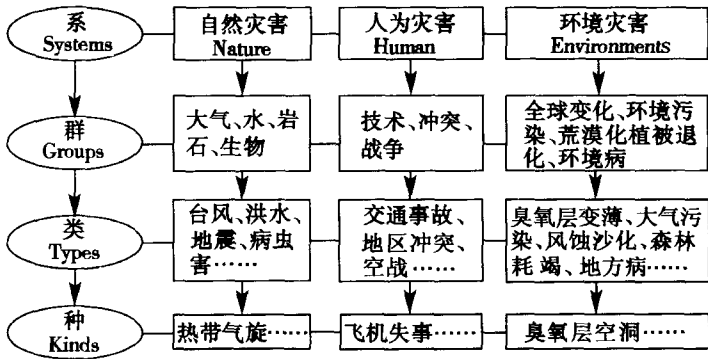 系
Systems
自然灾害
Nature
人为灾害
Human
环境灾害
Environments
群
Groups
大气、水、岩
石、生物
技术、冲突、
战争
全球变化、环境污
染、荒漠化植被退
化、环境病
类
Types
台风、洪水、
地震、病虫
害……
交通事故、
地区冲突、
空战……
臭氧层变薄、大气污
染、风蚀沙化、森林
耗竭、地方病……
种
Kinds
热带气旋……
飞机失事……
臭氧层空洞……